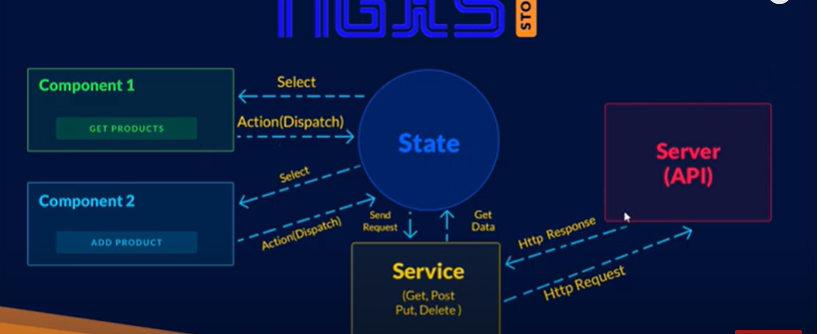 NGXS
STO
Component 1
Select
GET PRODUCTS
Action(Dispatch)
State
Server
(API)
Component 2
Select
ADD PRODUCT
Action(Dispatch)
Send
Request
Get
Data
Http Response
Service
(Get, Post
Put, Delete )
Http Request